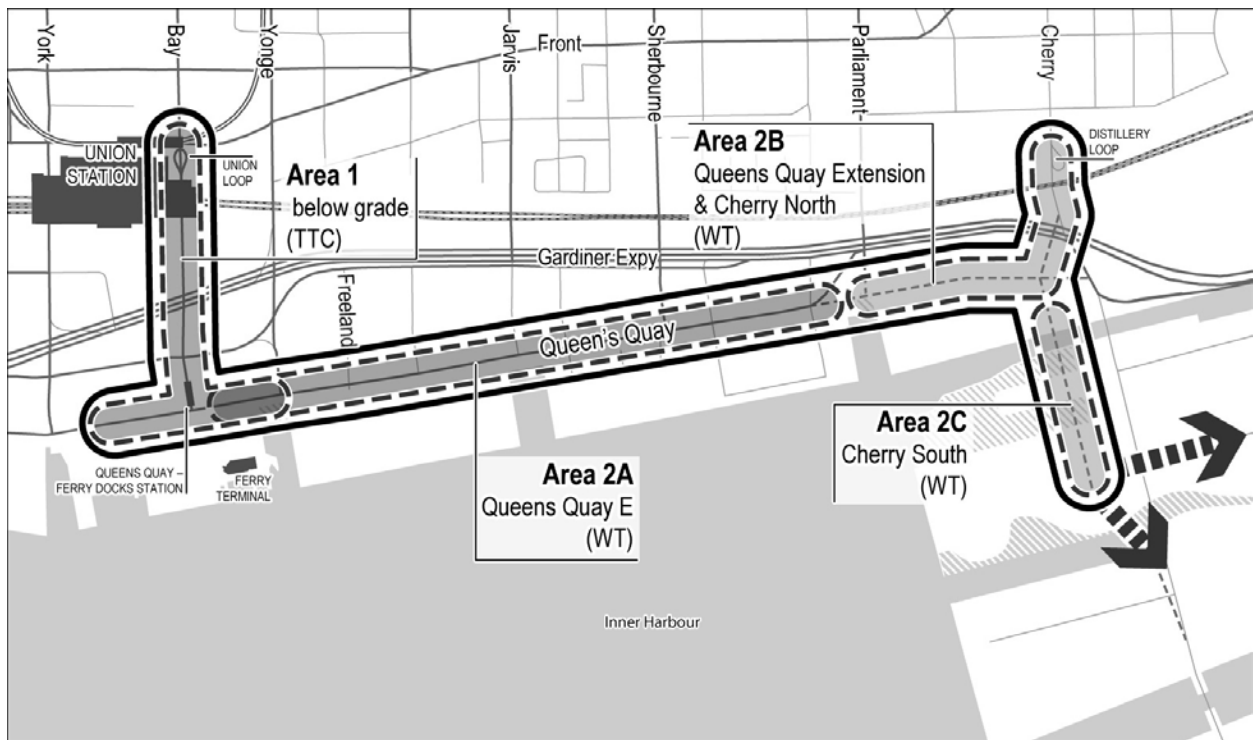 York
Bay
Yonge
Jarvis
Front
Sherbourne
Parliament
Cherry
UNION
STATION
UNION
LOOP
Area 1
below grade
(TTC)
Area 2B
Queens Quay Extension
& Cherry North
(WT)
DISTILLERY
LOOP
Gardiner Expy
Freeland
Queen's Quay
QUEENS QUAY –
FERRY DOCKS STATION
FERRY
TERMINAL
Area 2A
Queens Quay E
(WT)
Area 2C
Cherry South
(WT)
Inner Harbour